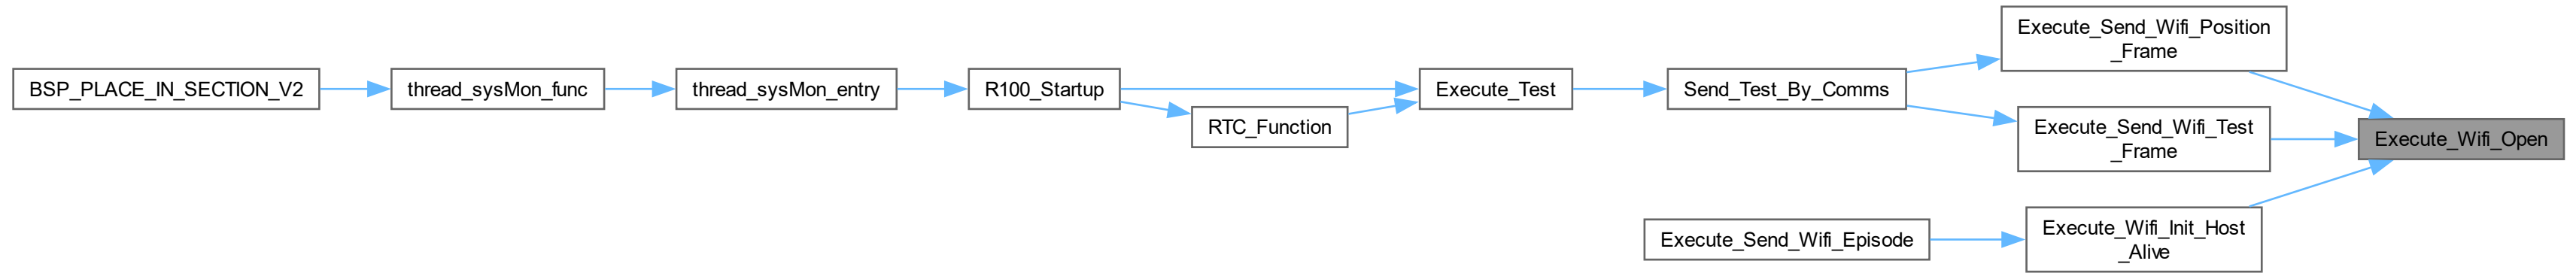 BSP_PLACE_IN_SECTION_V2
thread_sysMon_func
thread_sysMon_entry
R100_Startup
RTC_Function
Execute_Test
Send_Test_By_Comms
Execute_Send_Wifi_Position
_Frame
Execute_Send_Wifi_Test
_Frame
Execute_Send_Wifi_Episode
Execute_Wifi_Init_Host
_Alive
Execute_Wifi_Open